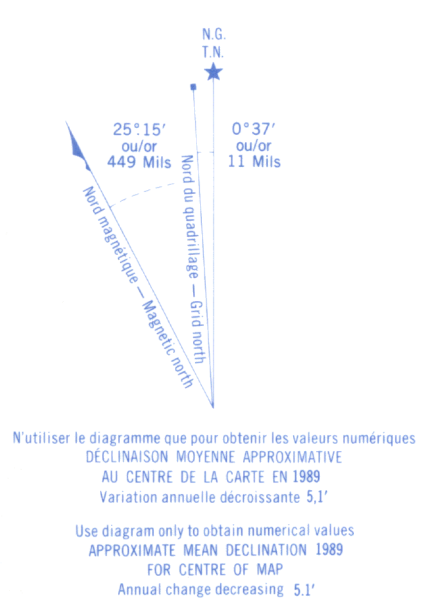 N.G.
T.N.
25°15′
ou/or
449 Mils
0°37′
ou/or
11 Mils
Nord magnétique — Magnetic north
Nord du quadrillage — Grid north
N'utiliser le diagramme que pour obtenir les valeurs numériques
DÉCLINAISON MOYENNE APPROXIMATIVE
AU CENTRE DE LA CARTE EN 1989
Variation annuelle décroissante 5,1′
Use diagram only to obtain numerical values
APPROXIMATE MEAN DECLINATION 1989
FOR CENTRE OF MAP
Annual change decreasing 5.1′